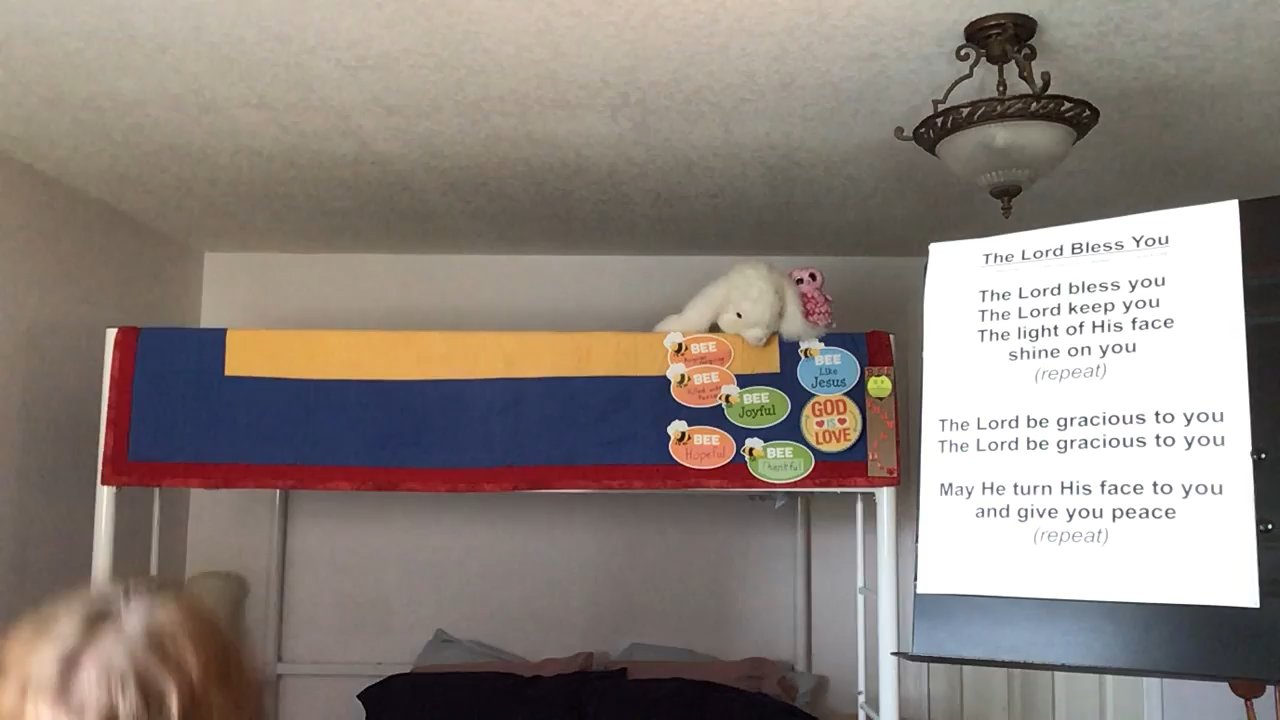 The Lord Bless You
The Lord bless you
The Lord keep you
The light of His face
shine on you
(repeat)
The Lord be gracious to you
The Lord be gracious to you
May He turn His face to you
and give you peace
(repeat)
BEE
BEE
BEE
Like
Jesus
BEE
Joyful
GOD
IS
LOVE
BEE
Hopeful
BEE
Thankful